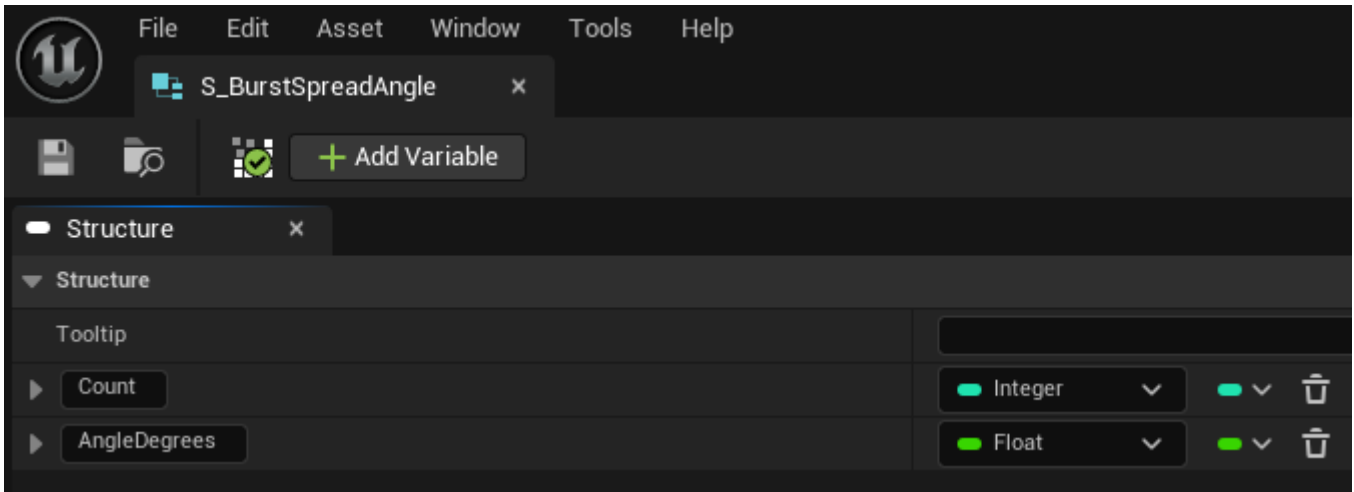 File Edit Asset Window Tools Help
S_BurstSpreadAngle
Add Variable
Structure
Structure
Tooltip
Count Integer
AngleDegrees Float